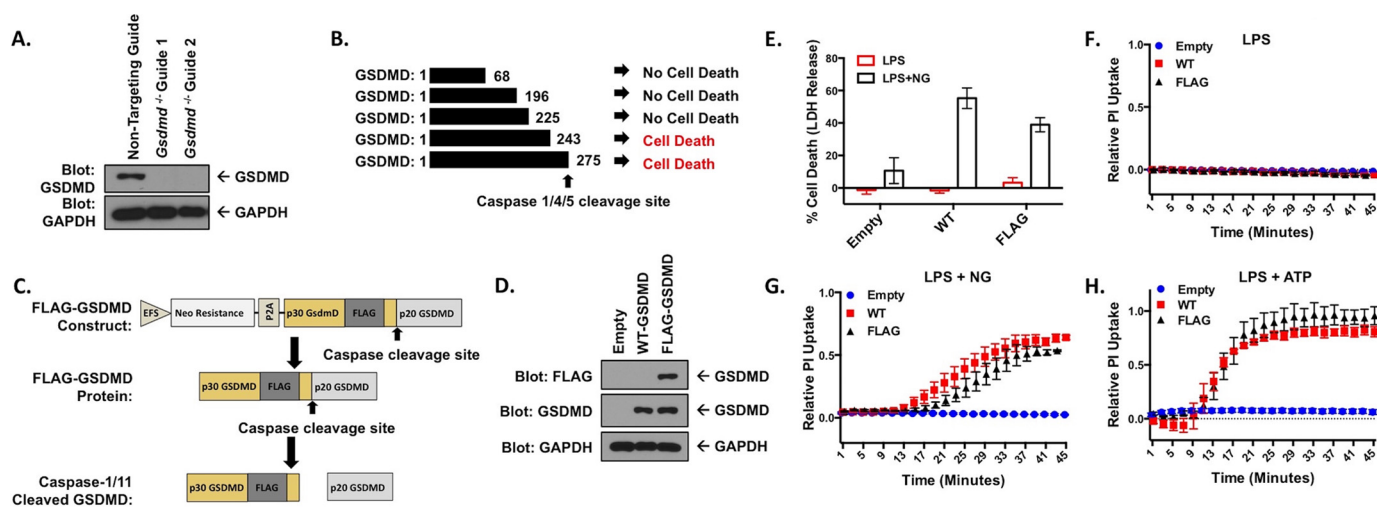 A.
Non-Targeting Guide
Gsdmd -/- Guide 1
Gsdmd -/- Guide 2
Blot:
GSDMD
← GSDMD
Blot:
GAPDH
← GAPDH
B.
GSDMD: 1 68 No Cell Death
GSDMD: 1 196 No Cell Death
GSDMD: 1 225 No Cell Death
GSDMD: 1 243 Cell Death
GSDMD: 1 275 Cell Death
Caspase 1/4/5 cleavage site
C.
FLAG-GSDMD
Construct:
EFS
Neo Resistance
P2A
p30 GsdmD
FLAG
p20 GSDMD
Caspase cleavage site
FLAG-GSDMD
Protein:
p30 GSDMD
FLAG
p20 GSDMD
Caspase cleavage site
Caspase-1/11
Cleaved GSDMD:
p30 GSDMD
FLAG
p20 GSDMD
D.
Empty
WT-GSDMD
FLAG-GSDMD
Blot: FLAG
← GSDMD
Blot: GSDMD
← GSDMD
Blot: GAPDH
← GAPDH
E.
% Cell Death (LDH Release)
80
60
40
20
0
-20
LPS
LPS+NG
Empty
WT
FLAG
F.
LPS
Relative PI Uptake
1.0
0.5
0.0
Empty
WT
FLAG
1 5 9 13 17 21 25 29 33 37 41 45
Time (Minutes)
G.
LPS + NG
Relative PI Uptake
1.0
0.5
0.0
Empty
WT
FLAG
1 5 9 13 17 21 25 29 33 37 41 45
Time (Minutes)
H.
LPS + ATP
Relative PI Uptake
1.0
0.5
0.0
Empty
WT
FLAG
1 5 9 13 17 21 25 29 33 37 41 45
Time (Minutes)